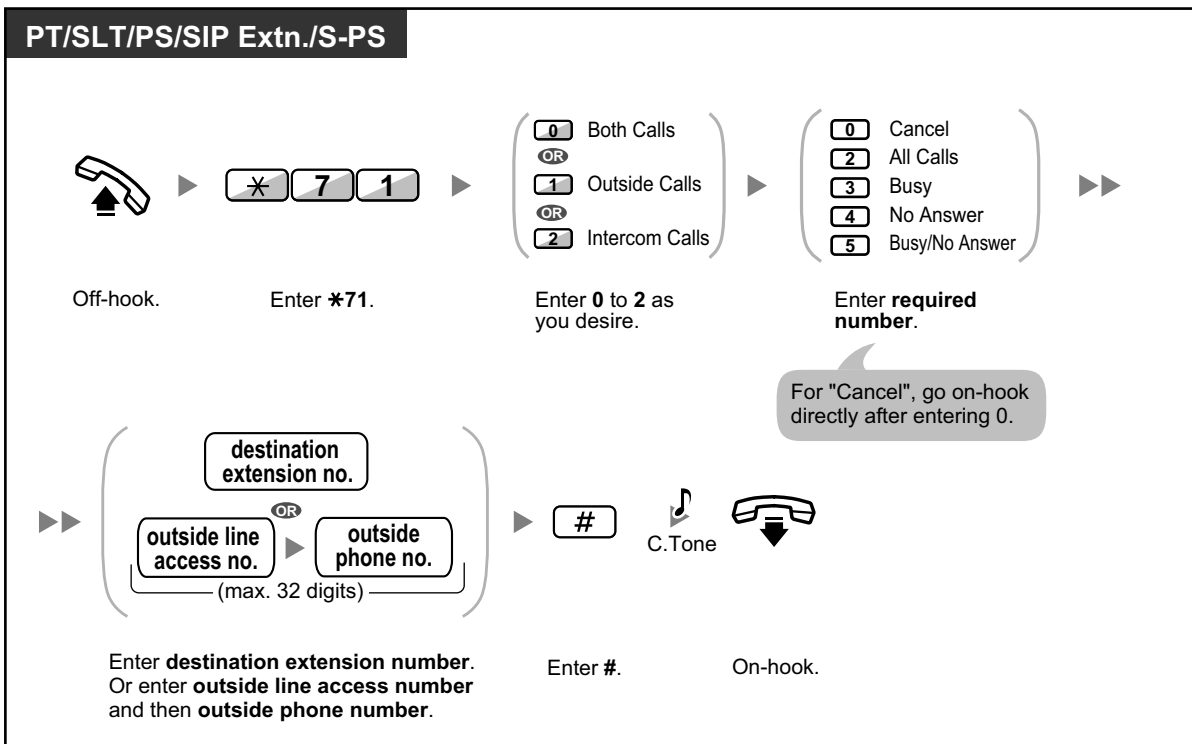 PT/SLT/PS/SIP Extn./S-PS
0 Both Calls
OR
1 Outside Calls
OR
2 Intercom Calls
0 Cancel
2 All Calls
3 Busy
4 No Answer
5 Busy/No Answer
* 7 1
Off-hook.
Enter *71.
Enter 0 to 2 as
you desire.
Enter required
number.
For "Cancel", go on-hook
directly after entering 0.
destination
extension no.
OR
outside line
access no.
outside
phone no.
(max. 32 digits)
#
C.Tone
Enter destination extension number.
Or enter outside line access number
and then outside phone number.
Enter #.
On-hook.